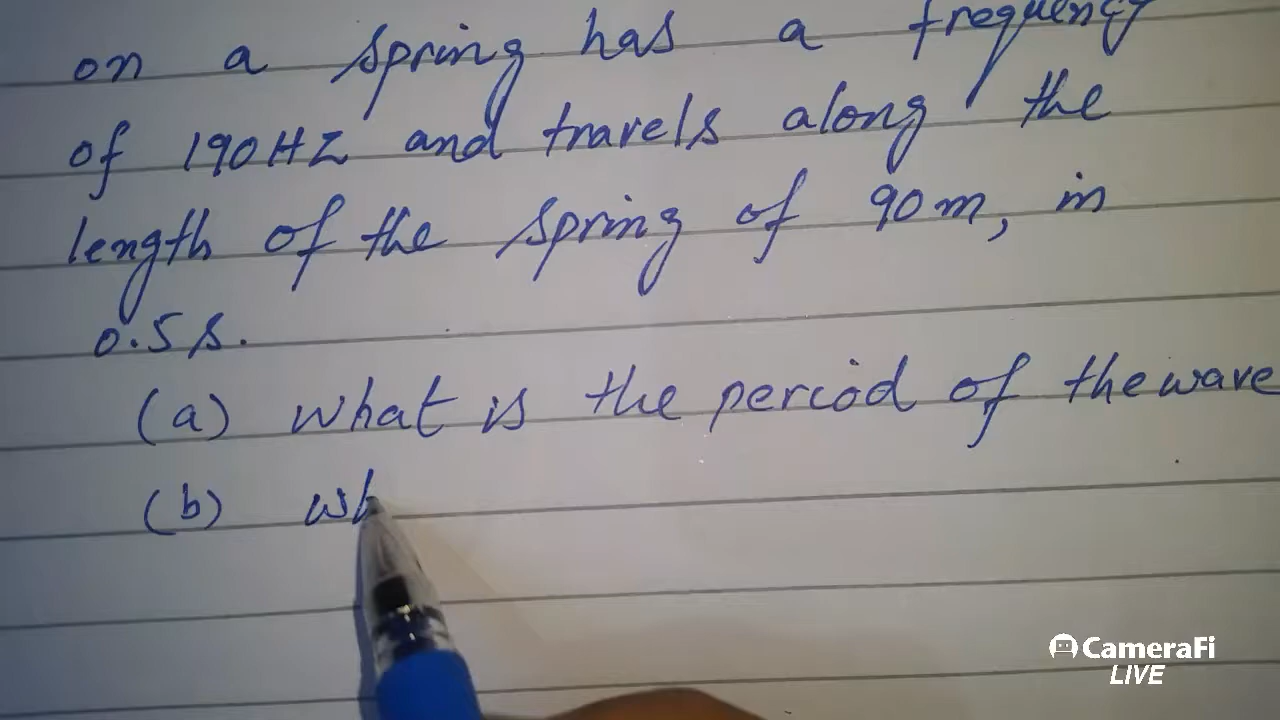 on a spring has a frequency
of 190HZ and travels along the
length of the spring of 90m, in
0.5s.
(a) What is the period of the wave
(b) wh
CameraFi
LIVE